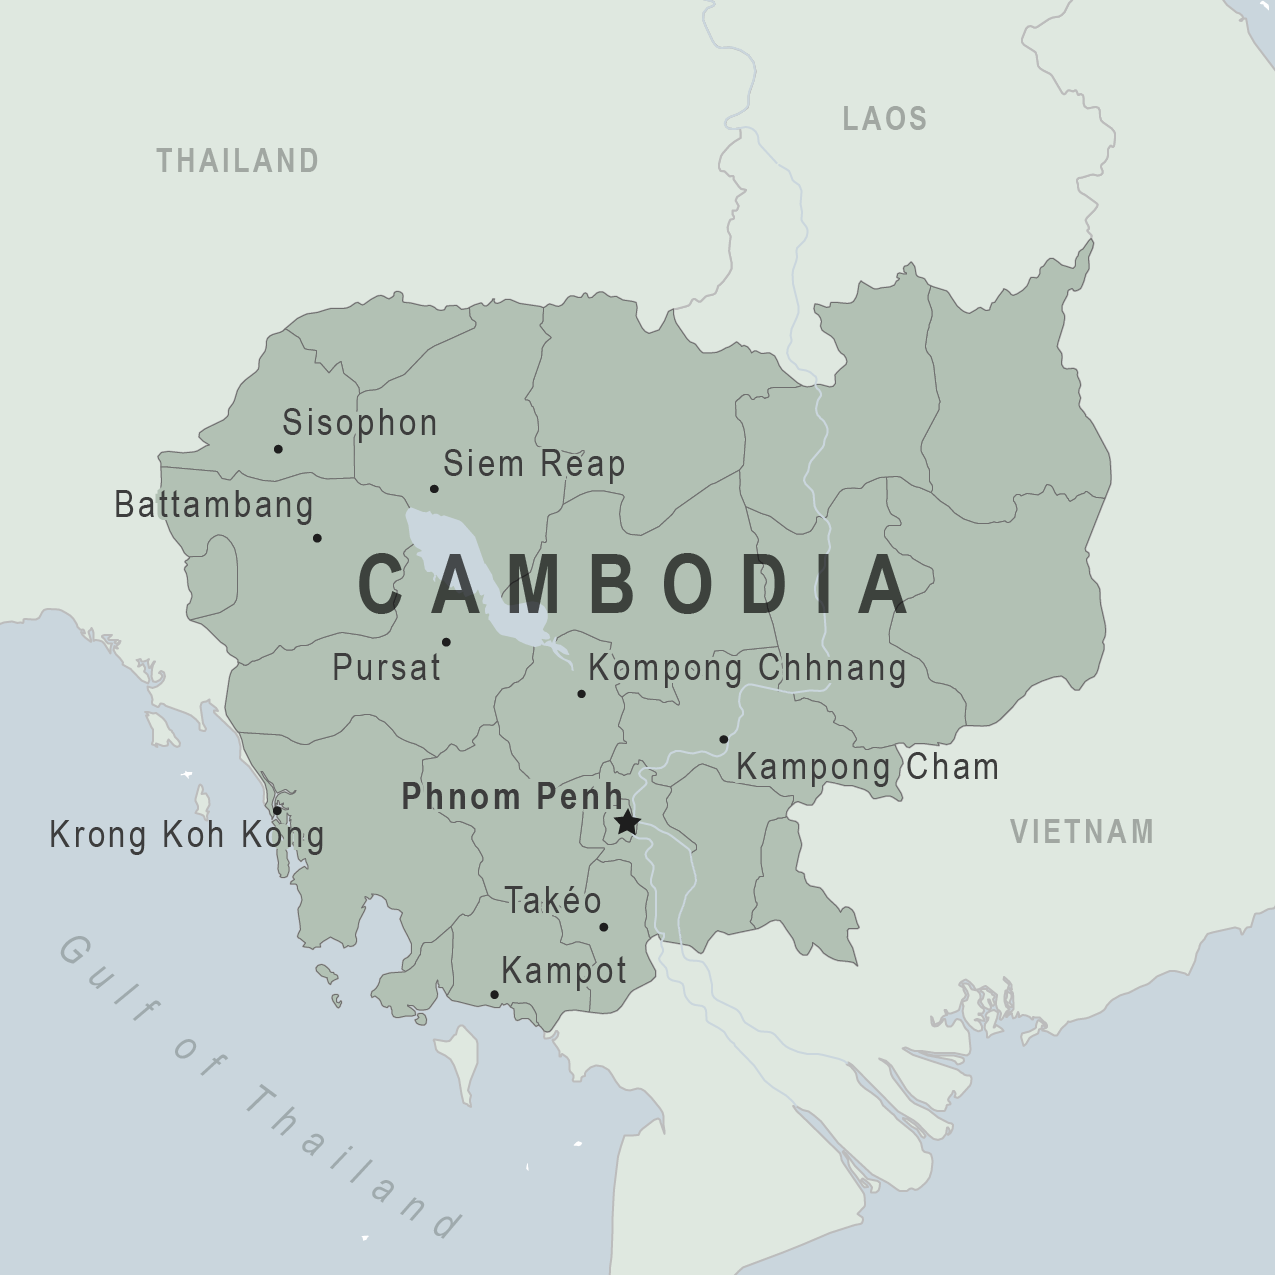 LAOS
THAILAND
Sisophon
Siem Reap
Battambang
CAMBODIA
Pursat
Kompong Chhnang
Kampong Cham
Phnom Penh
Krong Koh Kong
VIETNAM
Takéo
Kampot
Gulf of Thailand